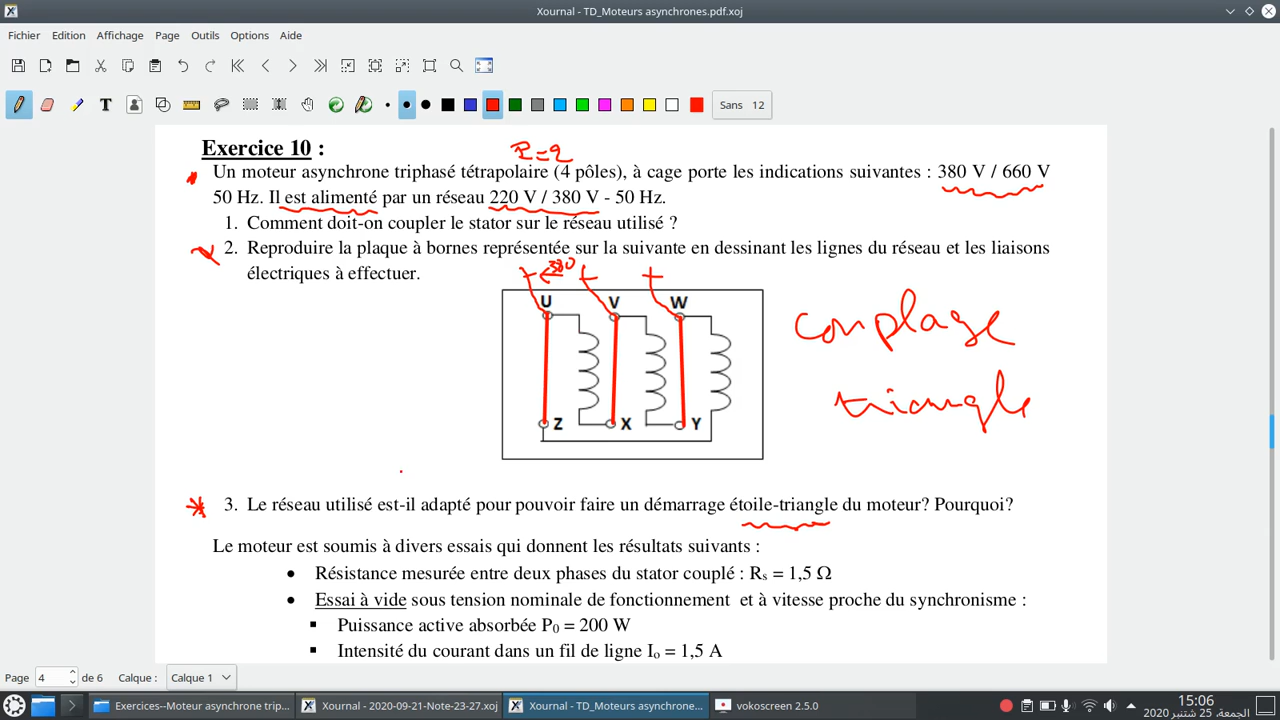 Xournal - TD_Moteurs asynchrones.pdf.xoj
Fichier Edition Affichage Page Outils Options Aide
Sans 12
Exercice 10 :
P=2
Un moteur asynchrone triphasé tétrapolaire (4 pôles), à cage porte les indications suivantes : 380 V / 660 V
50 Hz. Il est alimenté par un réseau 220 V / 380 V - 50 Hz.
1. Comment doit-on coupler le stator sur le réseau utilisé ?
2. Reproduire la plaque à bornes représentée sur la suivante en dessinant les lignes du réseau et les liaisons
électriques à effectuer.
380
U V W
Z X Y
couplage
triangle
3. Le réseau utilisé est-il adapté pour pouvoir faire un démarrage étoile-triangle du moteur? Pourquoi?
Le moteur est soumis à divers essais qui donnent les résultats suivants :
• Résistance mesurée entre deux phases du stator couplé : Rs = 1,5 Ω
• Essai à vide sous tension nominale de fonctionnement et à vitesse proche du synchronisme :
▪ Puissance active absorbée P0 = 200 W
▪ Intensité du courant dans un fil de ligne Io = 1,5 A
Page 4 de 6 Calque : Calque 1
Exercices--Moteur asynchrone trip... Xournal - 2020-09-21-Note-23-27.xoj Xournal - TD_Moteurs asynchrones.... vokoscreen 2.5.0
15:06
الجمعة، 25 شتنبر 2020